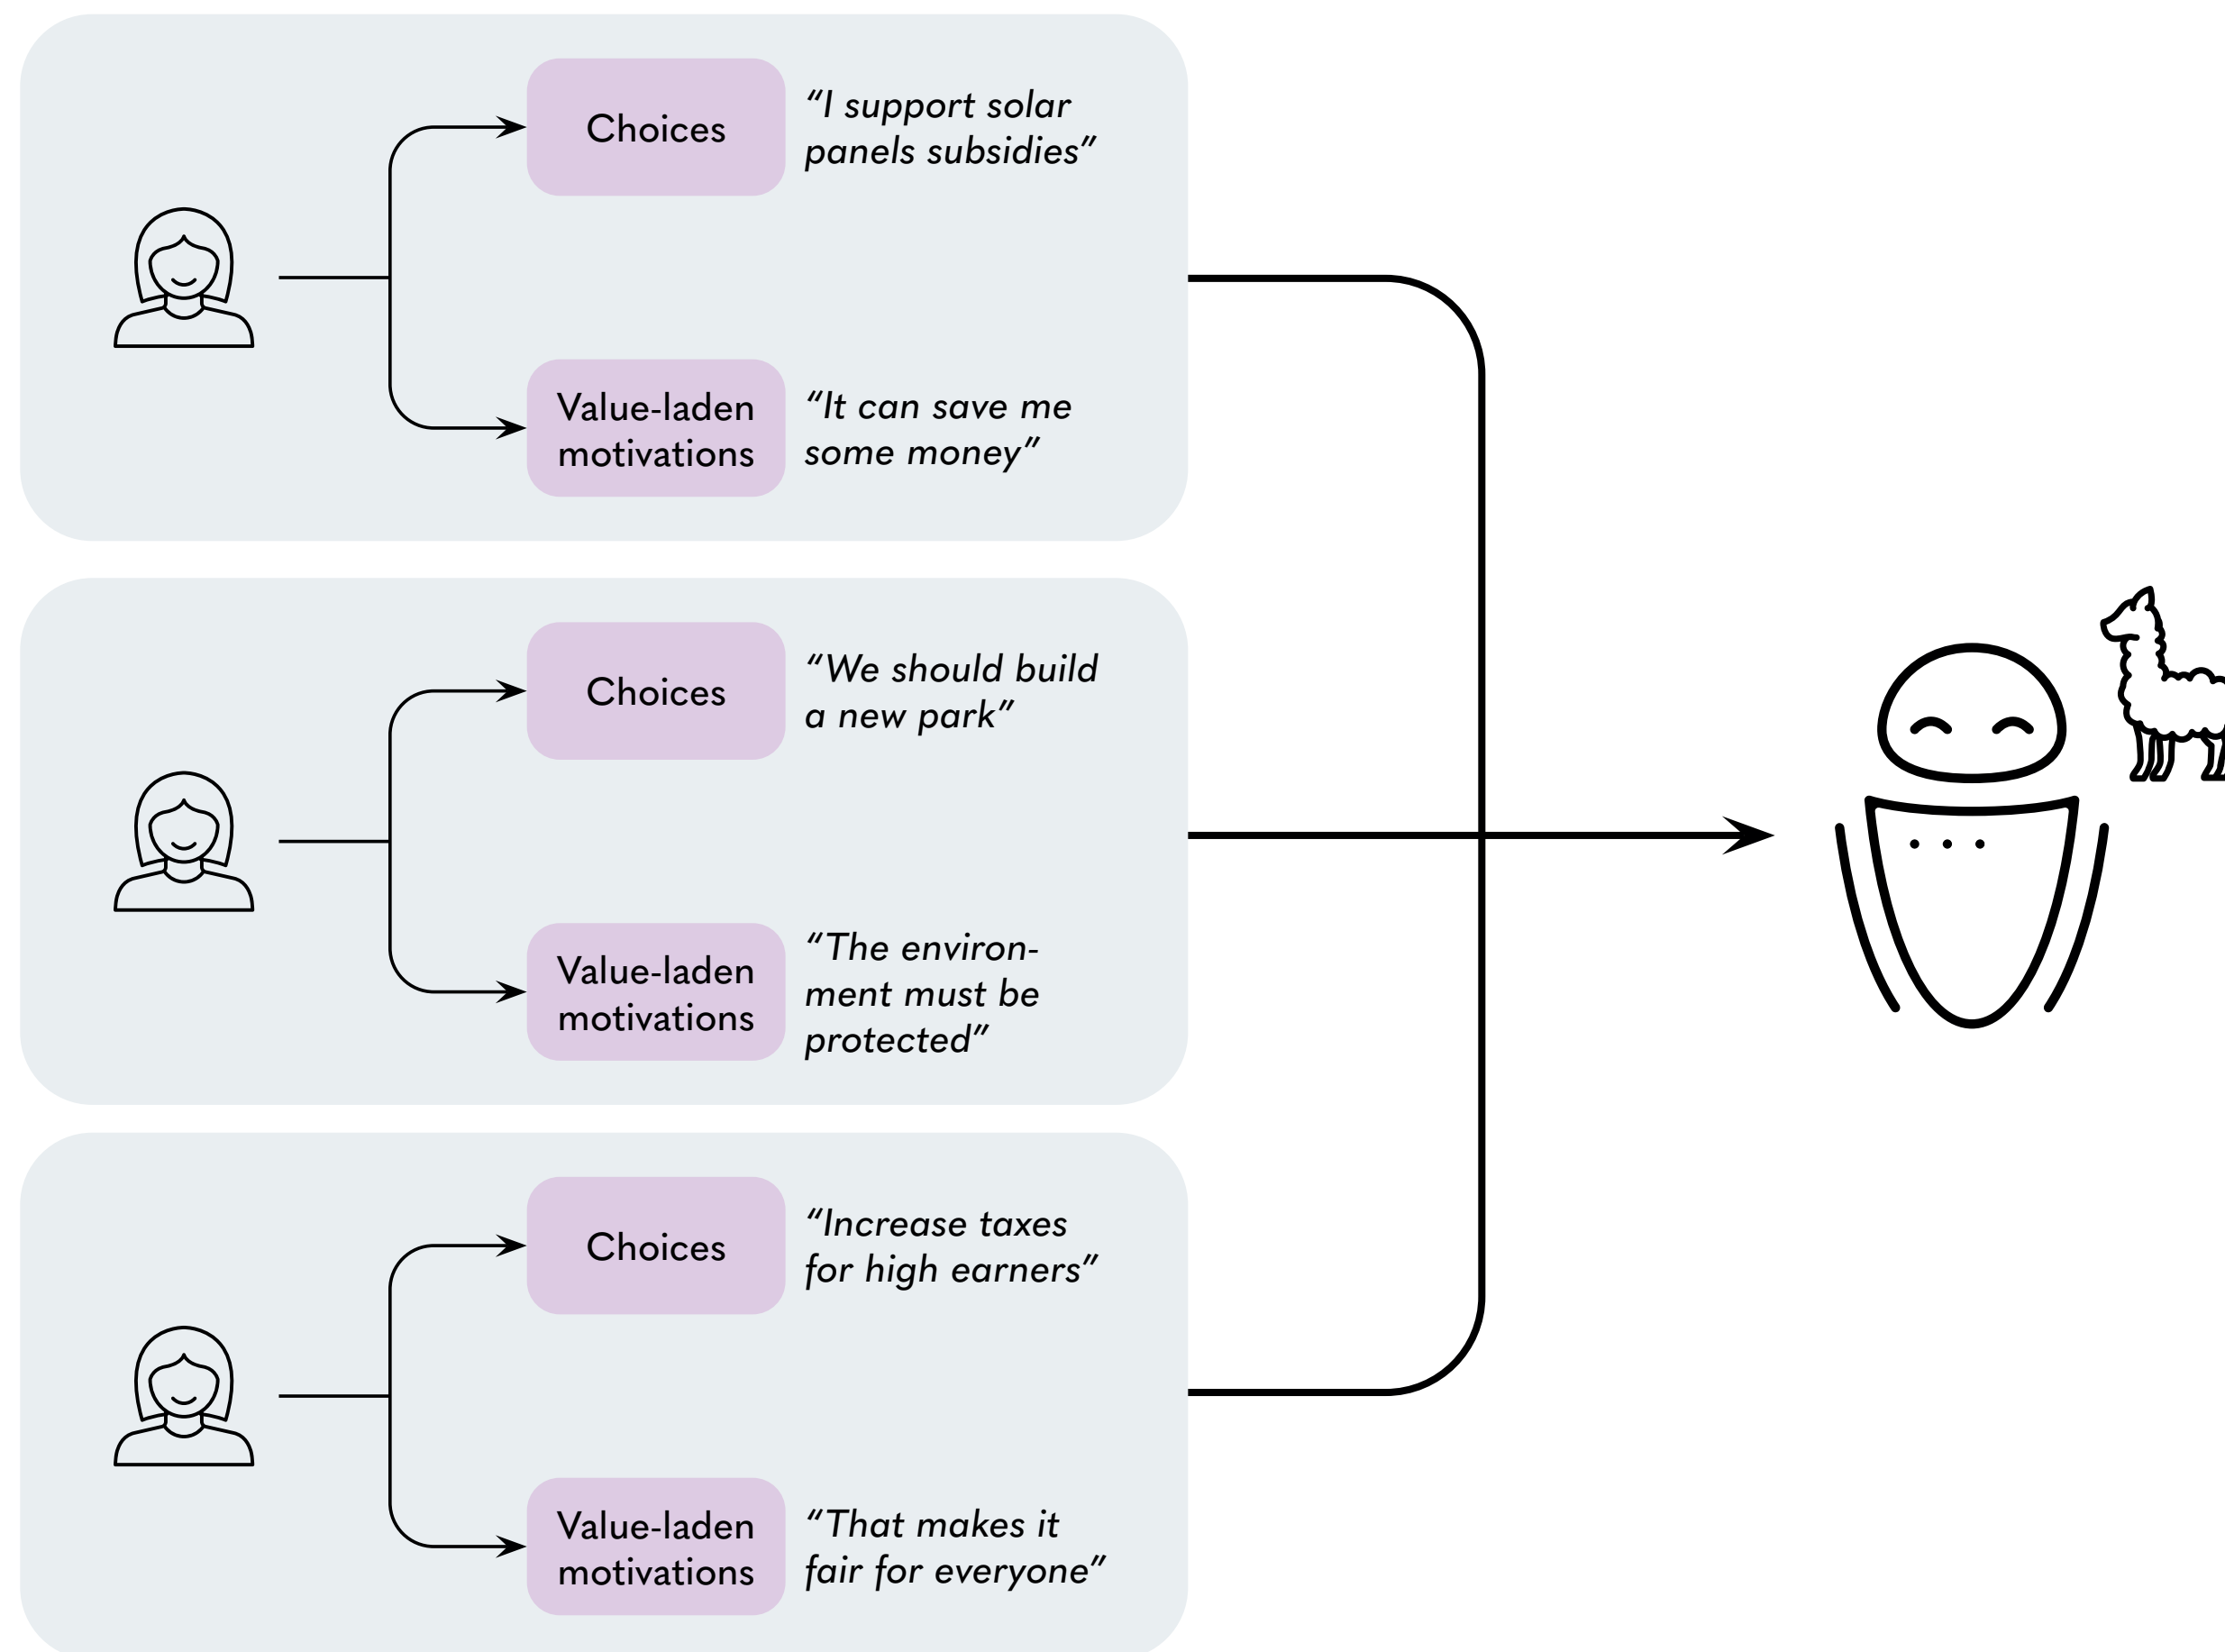 Choices
“I support solar
panels subsidies”
Value-laden
motivations
“It can save me
some money”
Choices
“We should build
a new park”
Value-laden
motivations
“The environ-
ment must be
protected”
Choices
“Increase taxes
for high earners”
Value-laden
motivations
“That makes it
fair for everyone”